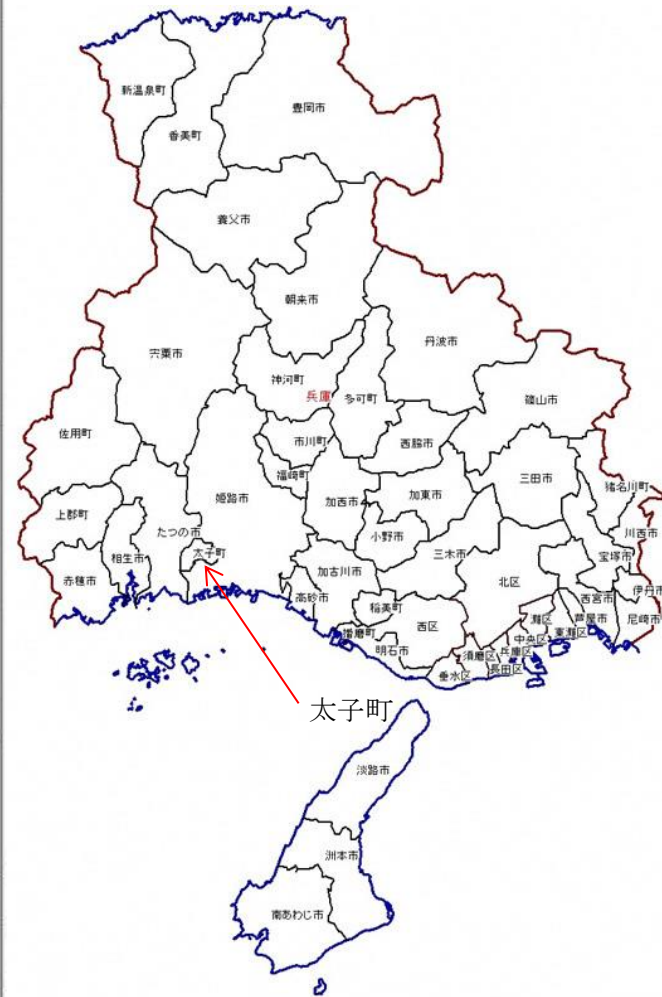 新温泉町
豊岡市
香美町
養父市
朝来市
丹波市
宍粟市
神河町
兵庫
多可町
篠山市
佐用町
市川町
西脇市
福崎町
三田市
猪名川町
姫路市
加西市
加東市
上郡町
川西市
たつの市
小野市
太子町
三木市
宝塚市
相生市
赤穂市
加古川市
北区
伊丹市
高砂市
稲美町
西宮市
西区
灘区
芦屋市
尼崎市
播磨町
中央区
東灘区
明石市
兵庫区
須磨区
長田区
垂水区
太子町
淡路市
洲本市
南あわじ市